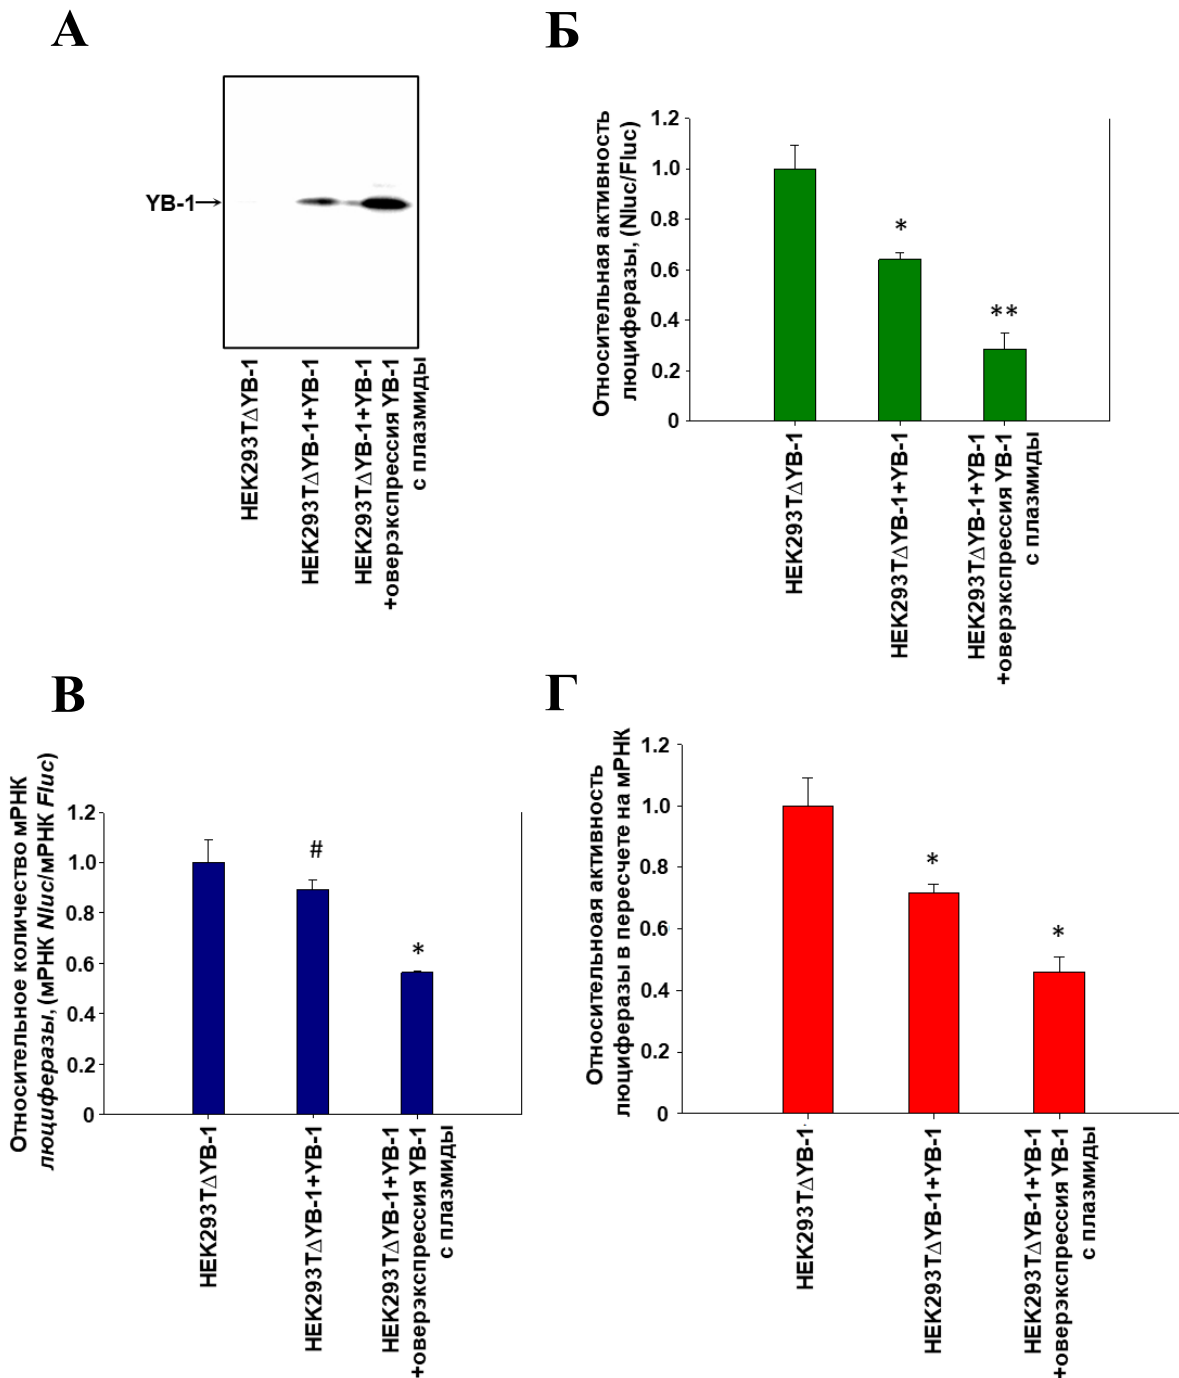 А
YB-1→
HEK293TΔYB-1
HEK293TΔYB-1+YB-1
HEK293TΔYB-1+YB-1
+оверэкспрессия YB-1
с плазмиды
Б
Относительная активность
люциферазы, (Nluc/Fluc)
1.2
1.0
0.8
0.6
0.4
0.2
0
*
**
HEK293TΔYB-1
HEK293TΔYB-1+YB-1
HEK293TΔYB-1+YB-1
+оверэкспрессия YB-1
с плазмиды
В
Относительное количество мРНК
люциферазы, (мРНК Nluc/мРНК Fluc)
1.2
1.0
0.8
0.6
0.4
0.2
0
#
*
HEK293TΔYB-1
HEK293TΔYB-1+YB-1
HEK293TΔYB-1+YB-1
+оверэкспрессия YB-1
с плазмиды
Г
Относительноая активность
люциферазы в пересчете на мРНК
1.2
1.0
0.8
0.6
0.4
0.2
0
*
*
HEK293TΔYB-1
HEK293TΔYB-1+YB-1
HEK293TΔYB-1+YB-1
+оверэкспрессия YB-1
с плазмиды